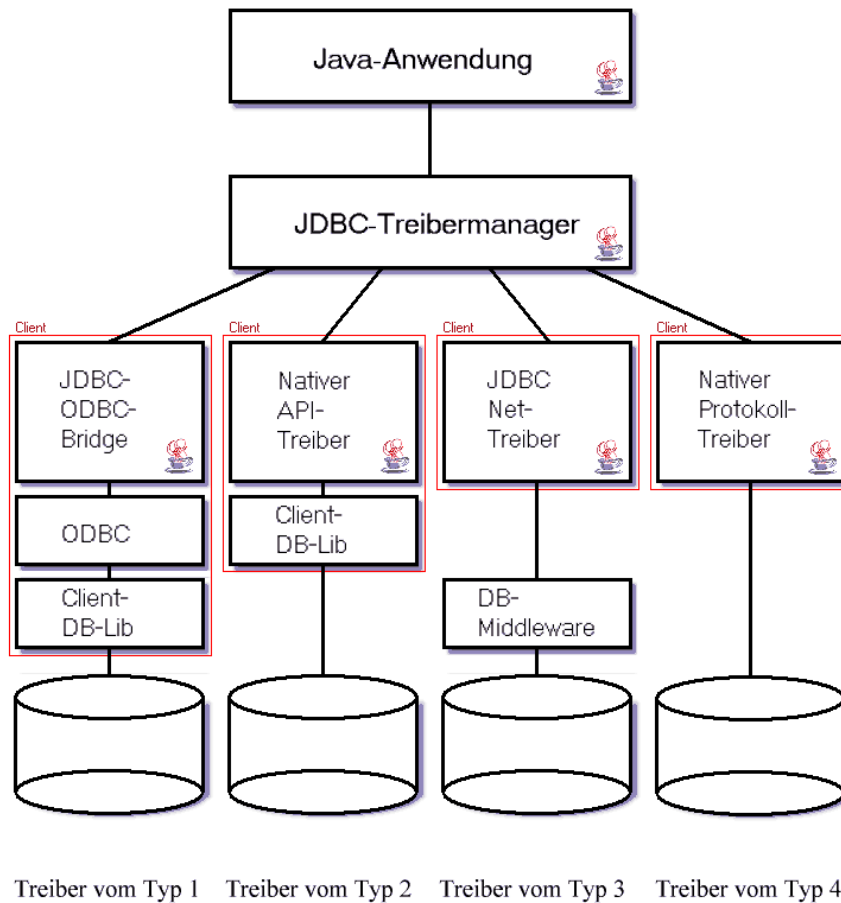 Java-Anwendung
JDBC-Treibermanager
Client
JDBC-
ODBC-
Bridge
ODBC
Client-
DB-Lib
Client
Nativer
API-
Treiber
Client-
DB-Lib
Client
JDBC
Net-
Treiber
DB-
Middleware
Client
Nativer
Protokoll-
Treiber
Treiber vom Typ 1
Treiber vom Typ 2
Treiber vom Typ 3
Treiber vom Typ 4